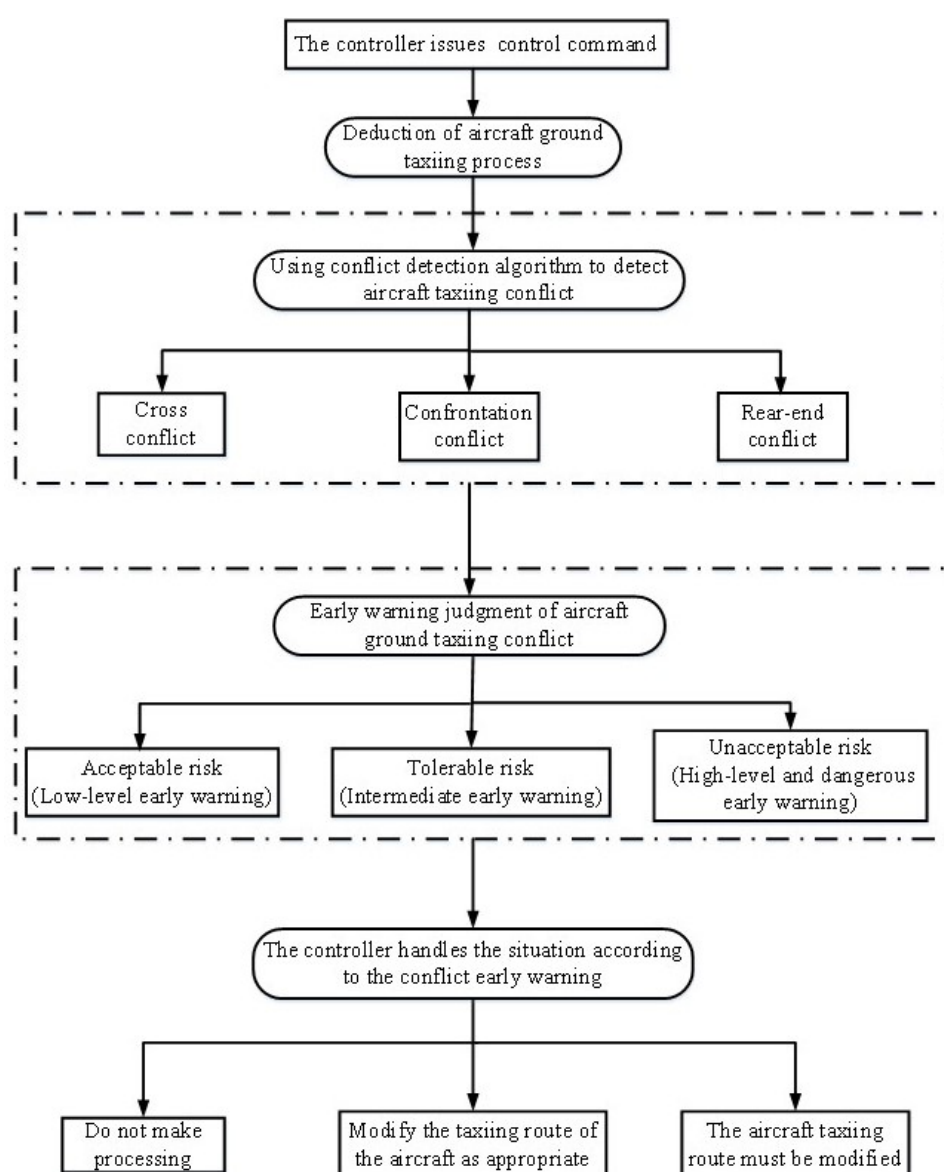 The controller issues control command
Deduction of aircraft ground
taxiing process
Using conflict detection algorithm to detect
aircraft taxiing conflict
Cross
conflict
Confrontation
conflict
Rear-end
conflict
Early warning judgment of aircraft
ground taxiing conflict
Acceptable risk
(Low-level early warning)
Tolerable risk
(Intermediate early warning)
Unacceptable risk
(High-level and dangerous
early warning)
The controller handles the situation according
to the conflict early warning
Do not make
processing
Modify the taxiing route of
the aircraft as appropriate
The aircraft taxiing
route must be modified